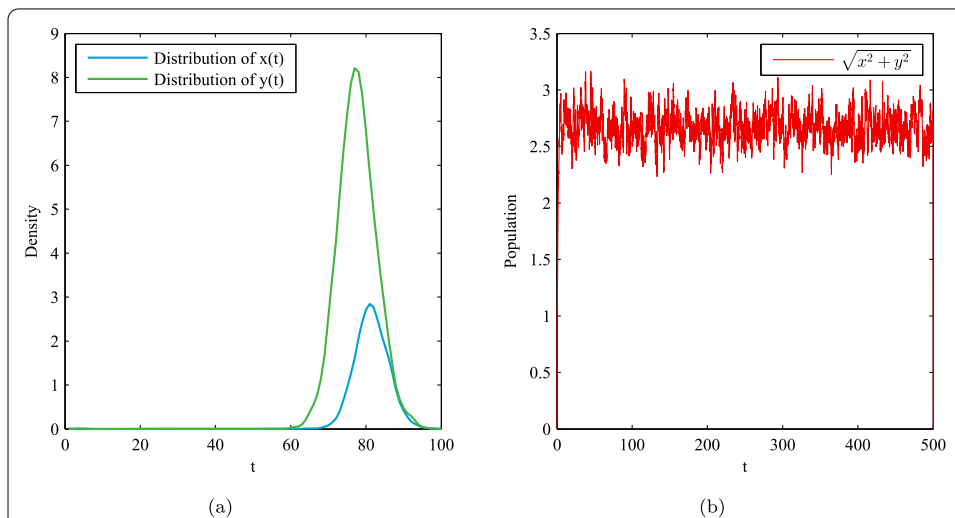 9
8
7
6
5
4
3
2
1
0
Density
Distribution of x(t)
Distribution of y(t)
0 20 40 60 80 100
t
(a)
3.5
3
2.5
2
1.5
1
0.5
0
Population
√x² + y²
0 100 200 300 400 500
t
(b)